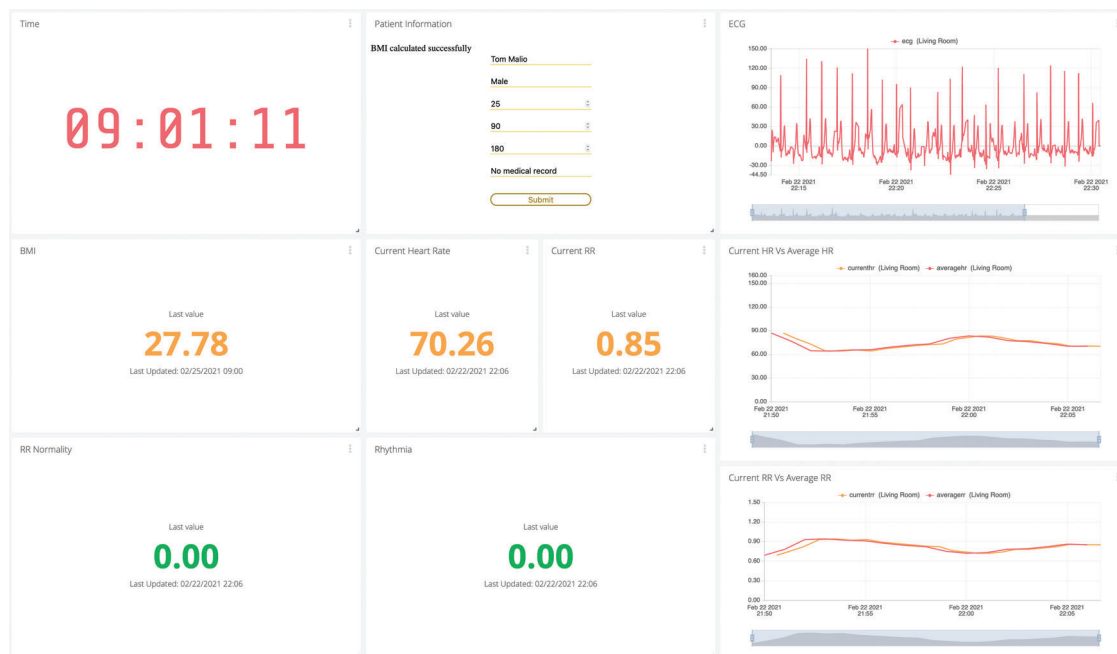 Time
09:01:11
Patient Information
BMI calculated successfully
Tom Malio
Male
25
90
180
No medical record
Submit
ECG
ecg (Living Room)
150.00
120.00
90.00
60.00
30.00
0.00
-30.00
-44.50
Feb 22 2021 Feb 22 2021 Feb 22 2021 Feb 22 2021
22:15 22:20 22:25 22:30
BMI
Last value
27.78
Last Updated: 02/25/2021 09:00
Current Heart Rate
Last value
70.26
Last Updated: 02/22/2021 22:06
Current RR
Last value
0.85
Last Updated: 02/22/2021 22:06
Current HR Vs Average HR
currenthr (Living Room) averagehr (Living Room)
160.00
150.00
90.00
60.00
30.00
0.00
Feb 22 2021 Feb 22 2021 Feb 22 2021 Feb 22 2021
21:50 21:55 22:00 22:05
RR Normality
Last value
0.00
Last Updated: 02/22/2021 22:06
Rhythmia
Last value
0.00
Last Updated: 02/22/2021 22:06
Current RR Vs Average RR
currentrr (Living Room) averagerr (Living Room)
1.50
1.20
0.90
0.60
0.30
0.00
Feb 22 2021 Feb 22 2021 Feb 22 2021 Feb 22 2021
21:50 21:55 22:00 22:05